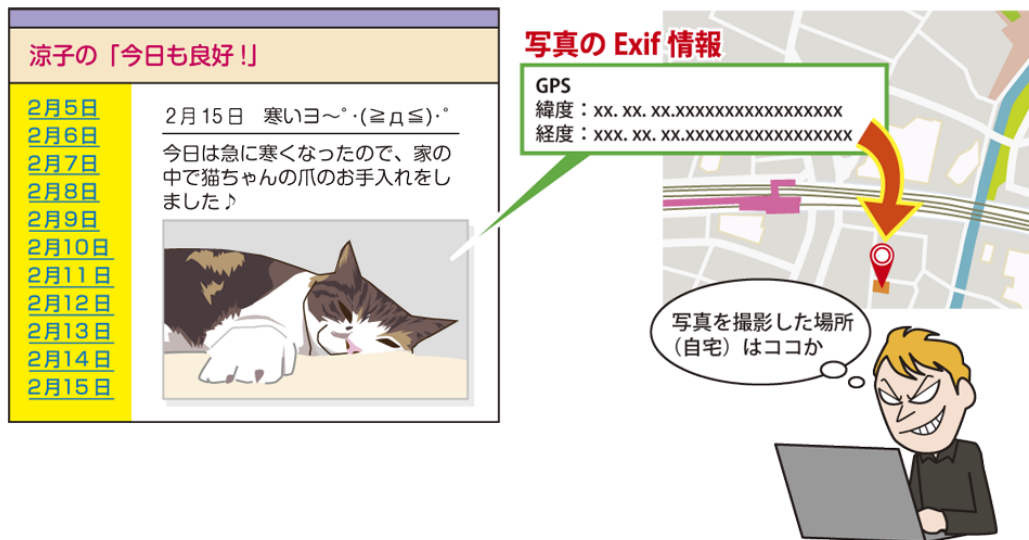 涼子の「今日も良好!」
2月5日
2月6日
2月7日
2月8日
2月9日
2月10日
2月11日
2月12日
2月13日
2月14日
2月15日
2月15日 寒いヨ～゜・(≧д≦)・゜
今日は急に寒くなったので、家の
中で猫ちゃんの爪のお手入れをし
ました♪
写真の Exif 情報
GPS
緯度：xx. xx. xx.xxxxxxxxxxxxxxxxx
経度：xxx. xx. xx.xxxxxxxxxxxxxxxxx
写真を撮影した場所
（自宅）はココか